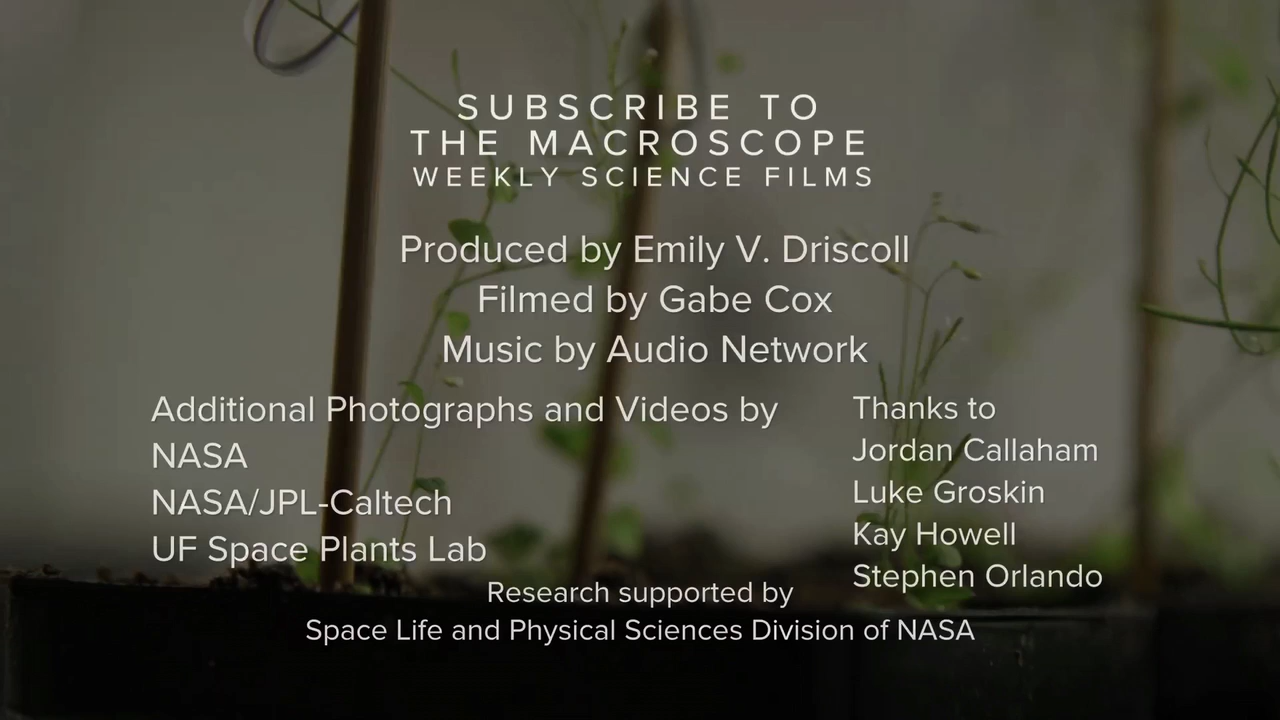 SUBSCRIBE TO
THE MACROSCOPE
WEEKLY SCIENCE FILMS
Produced by Emily V. Driscoll
Filmed by Gabe Cox
Music by Audio Network
Additional Photographs and Videos by
NASA
NASA/JPL-Caltech
UF Space Plants Lab
Thanks to
Jordan Callaham
Luke Groskin
Kay Howell
Stephen Orlando
Research supported by
Space Life and Physical Sciences Division of NASA